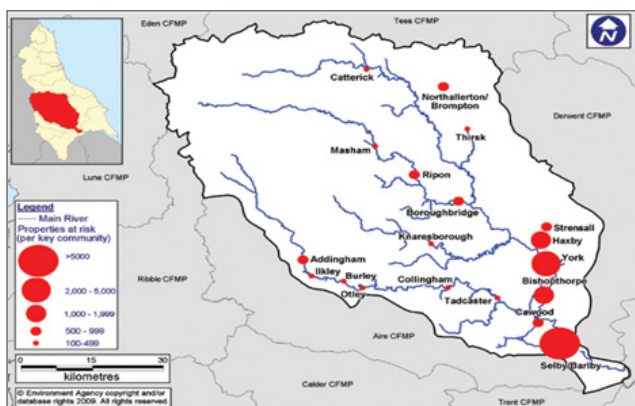 Eden CFMP
Tees CFMP
N
Catterick
Northallerton/
Brompton
Derwent CFMP
Thirsk
Masham
Lune CFMP
Ripon
Legend
Main River
Properties at risk
(per key community)
>5000
2,000 - 5,000
1,000 - 1,999
500 - 999
100-499
Boroughbridge
Strensall
Knaresborough
Haxby
York
Addingham
Ribble CFMP
Ilkley
Burley
Collingham
Bishopthorpe
Otley
Tadcaster
Cawood
Aire CFMP
Selby/Barlby
0
15
30
kilometres
Calder CFMP
Trent CFMP
© Environment Agency copyright and/or
database rights 2009. All rights reserved.